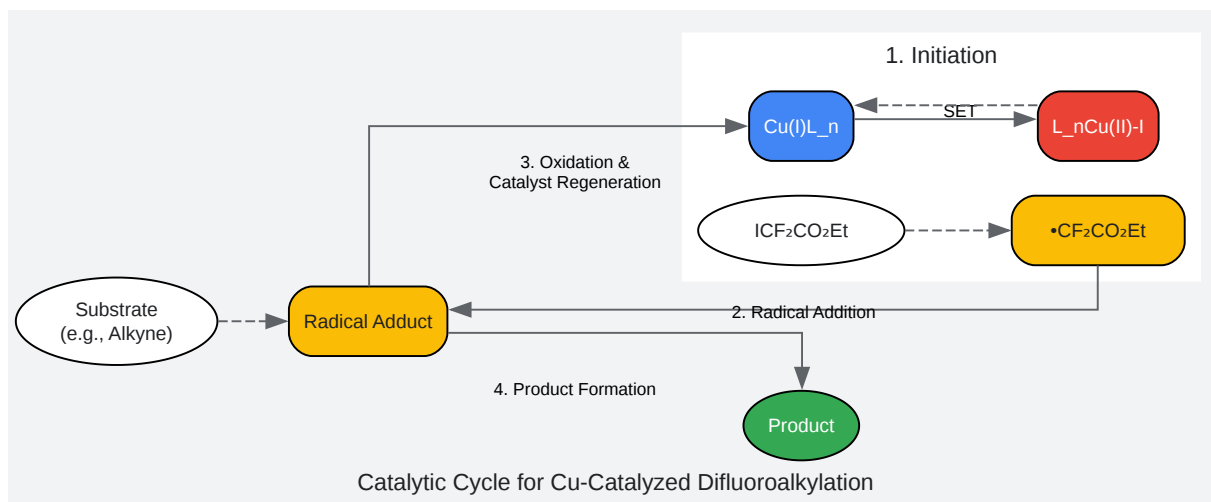 1. Initiation
Cu(I)L_n
SET
L_nCu(II)-I
3. Oxidation &
Catalyst Regeneration
ICF₂CO₂Et
•CF₂CO₂Et
Substrate
(e.g., Alkyne)
Radical Adduct
2. Radical Addition
4. Product Formation
Product
Catalytic Cycle for Cu-Catalyzed Difluoroalkylation